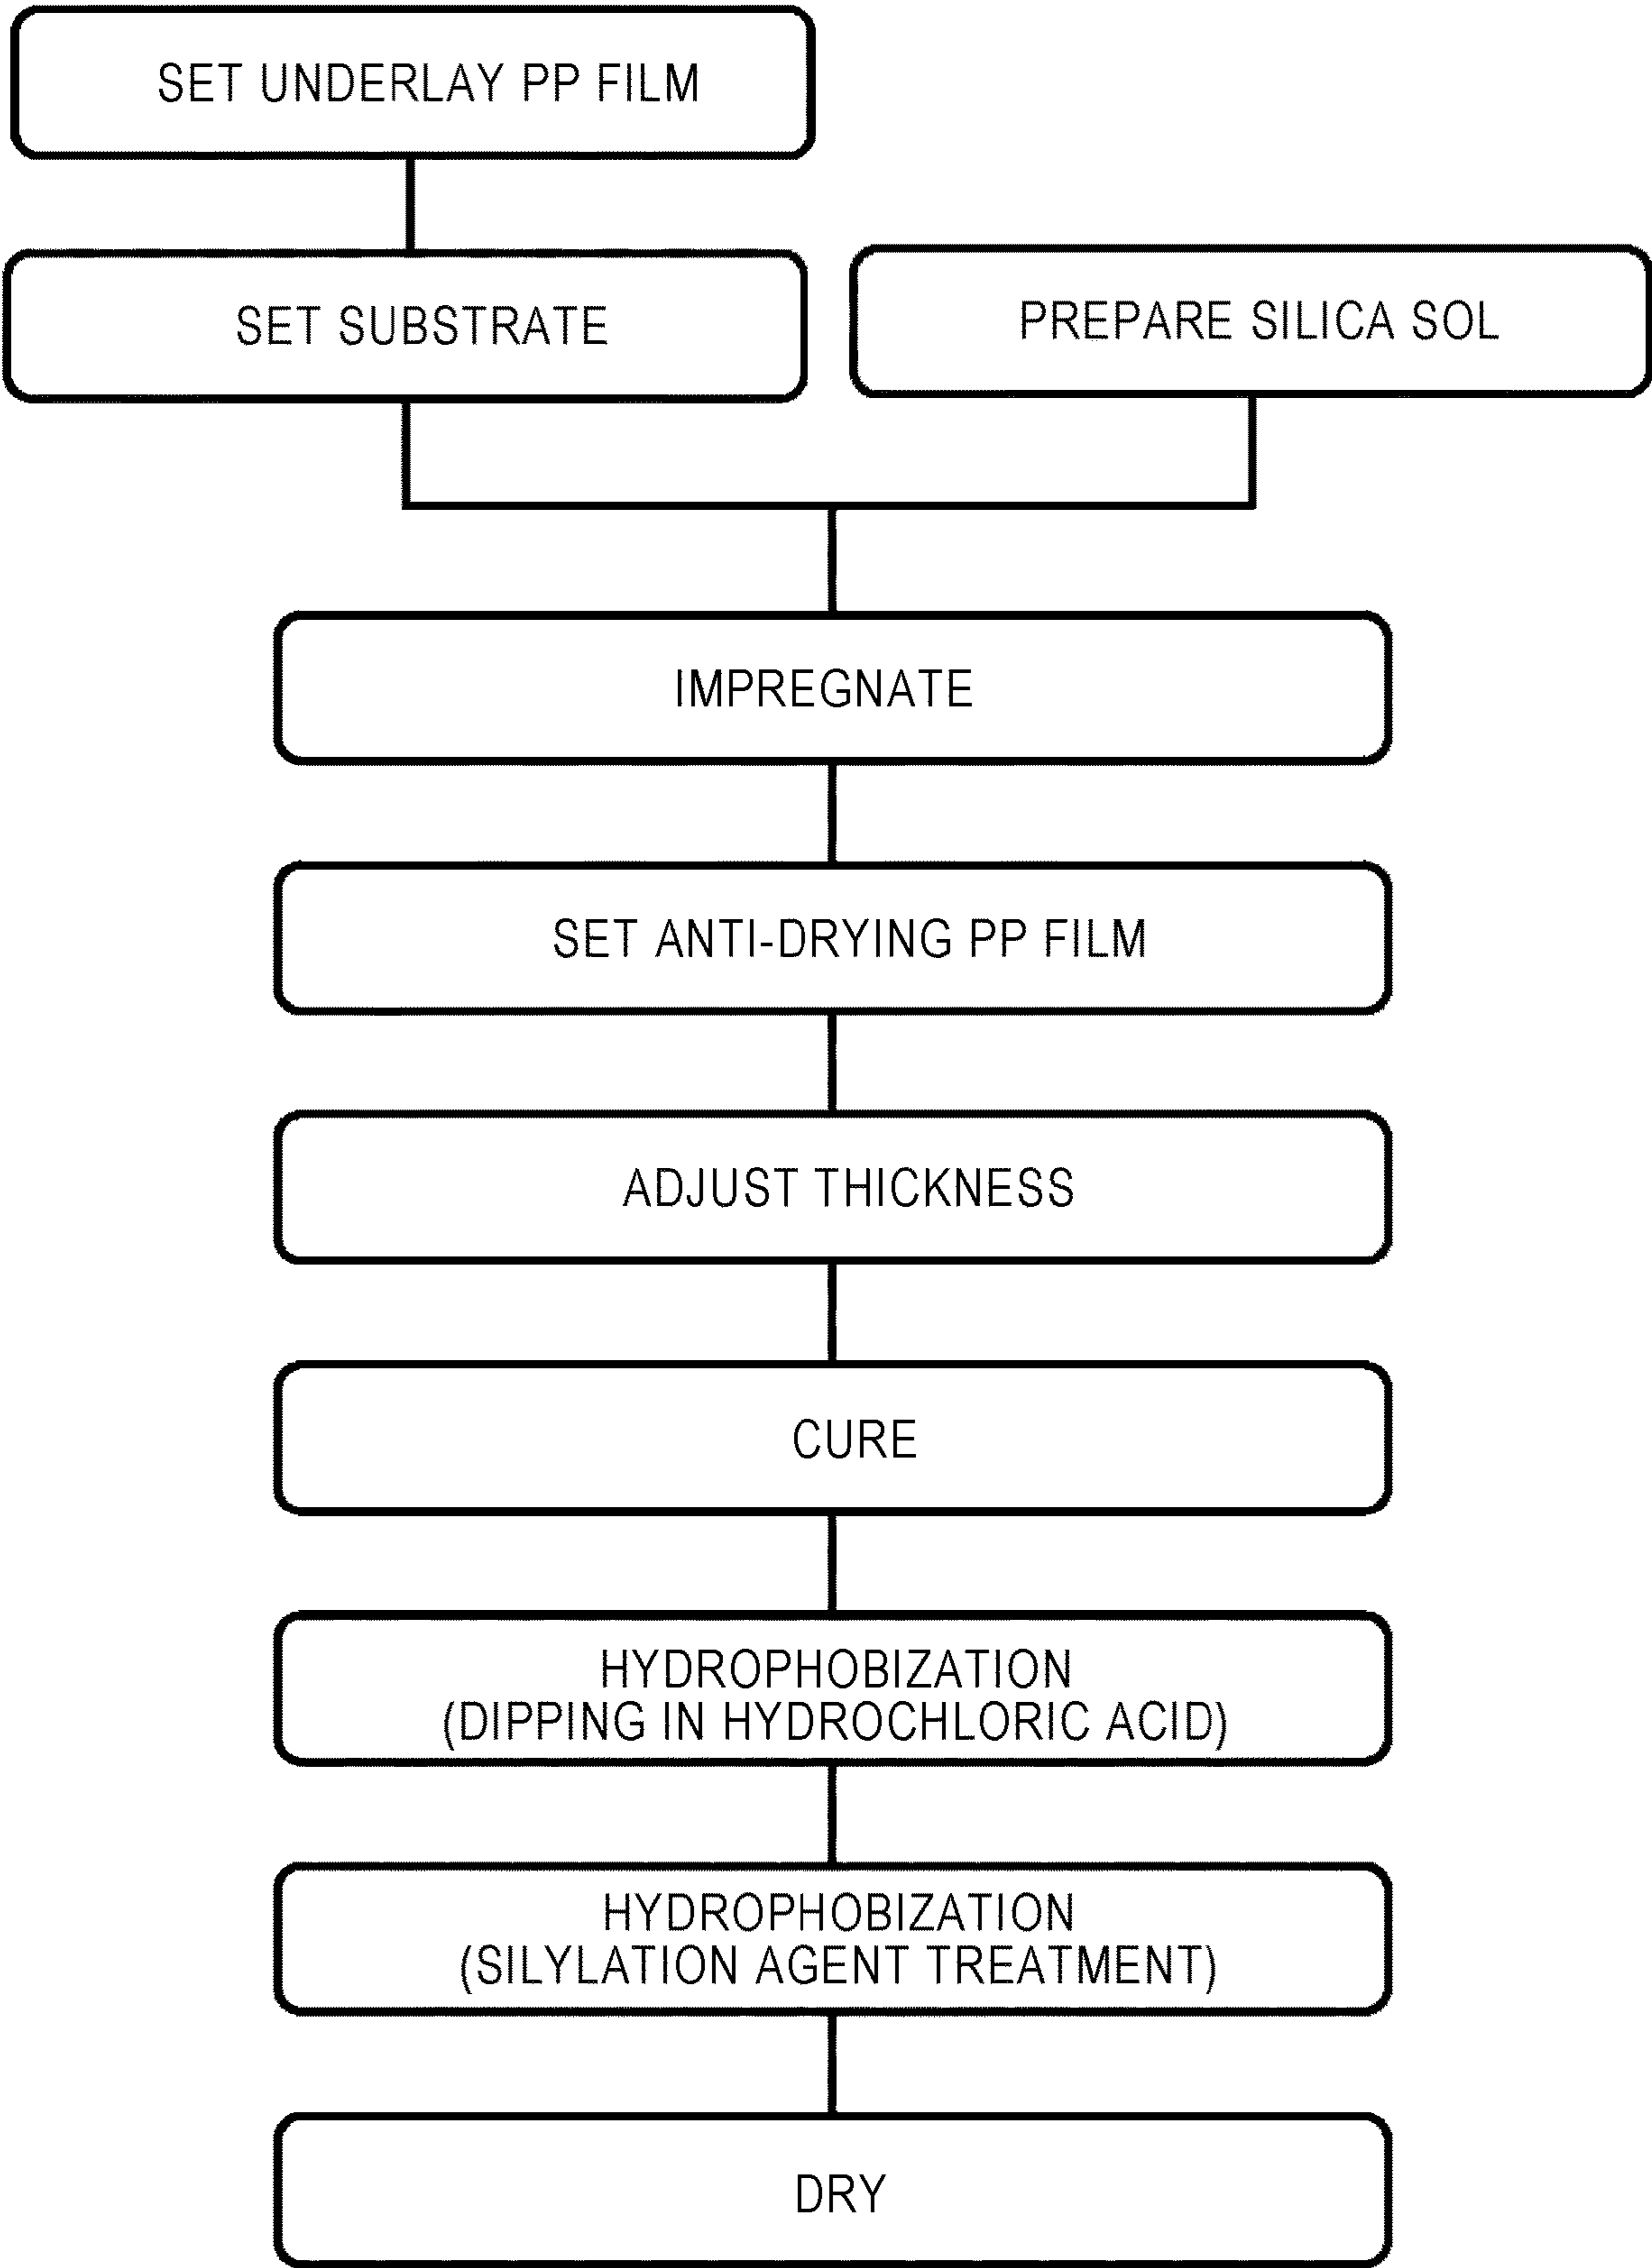 SET UNDERLAY PP FILM
SET SUBSTRATE
PREPARE SILICA SOL
IMPREGNATE
SET ANTI-DRYING PP FILM
ADJUST THICKNESS
CURE
HYDROPHOBIZATION
(DIPPING IN HYDROCHLORIC ACID)
HYDROPHOBIZATION
(SILYLATION AGENT TREATMENT)
DRY